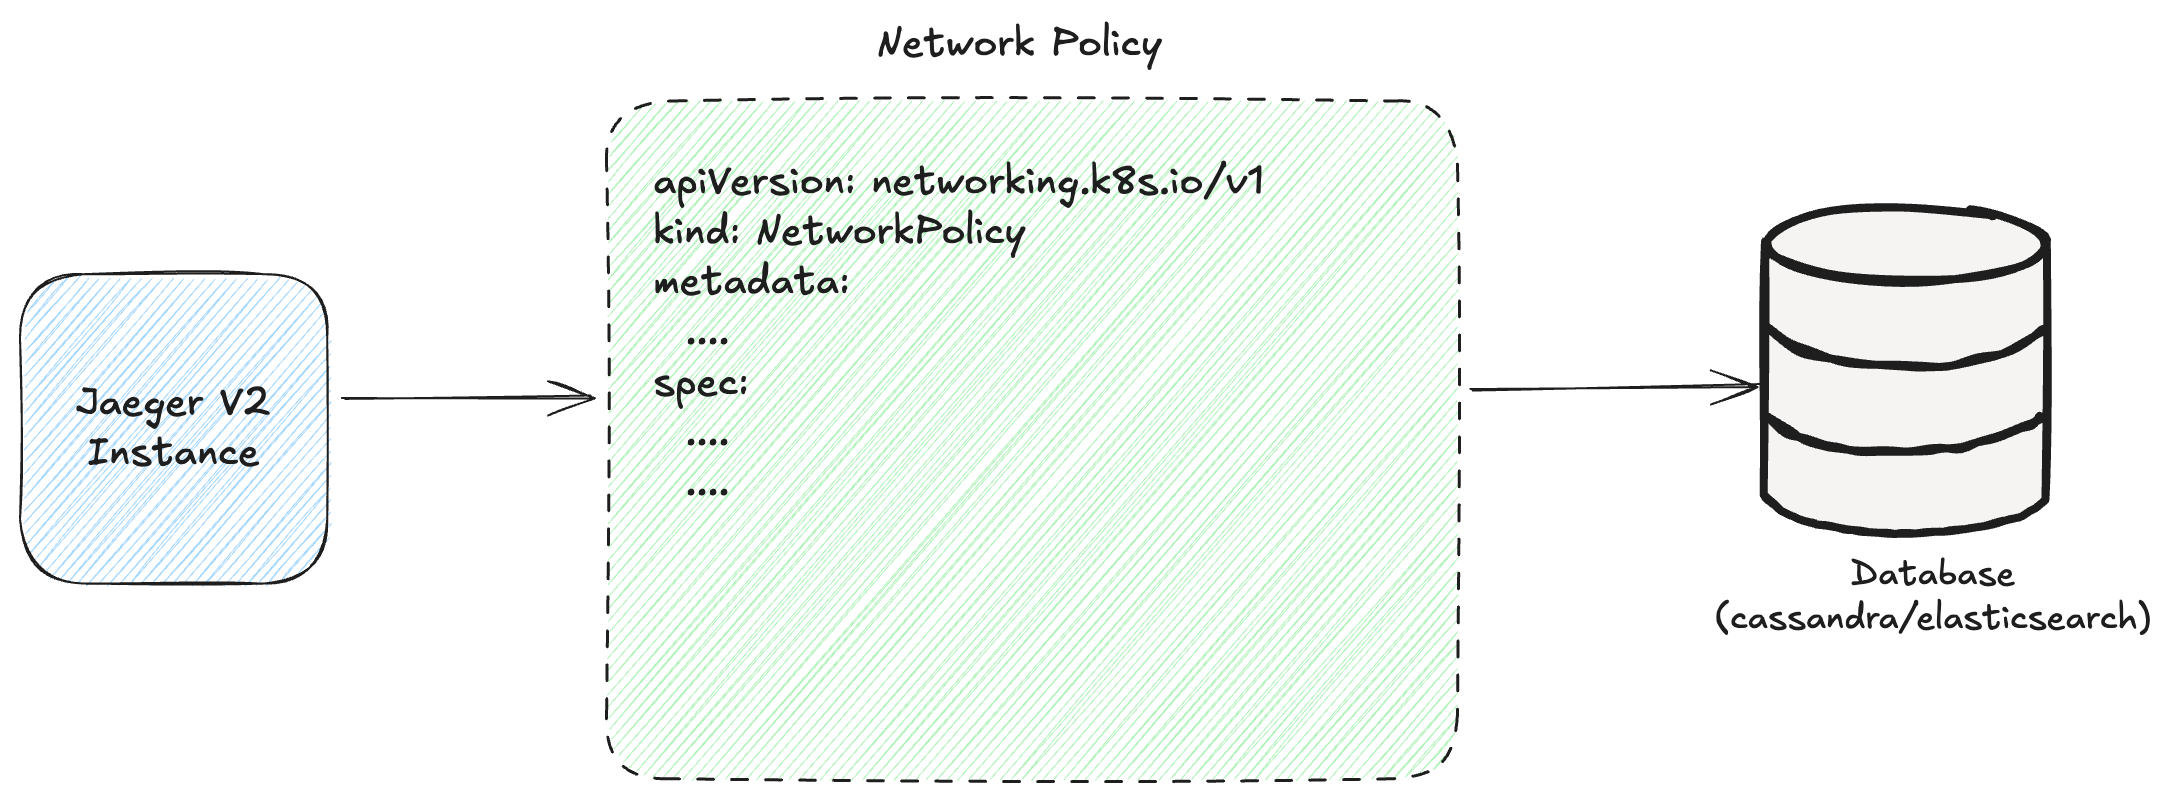 Network Policy
apiVersion: networking.k8s.io/v1
kind: NetworkPolicy
metadata:
....
spec:
....
....
Jaeger V2
Instance
Database
(cassandra/elasticsearch)